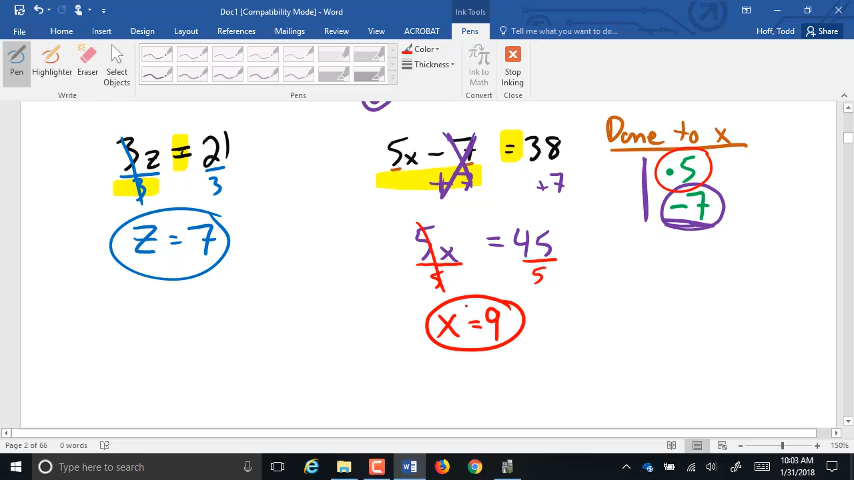 Doc1 [Compatibility Mode] - Word
Ink Tools
Hoff, Todd
File Home Insert Design Layout References Mailings Review View ACROBAT Pens Tell me what you want to do... Share
Pen Highlighter Eraser Select Objects
Color
Thickness
Ink to Math Stop Inking
Write Pens Convert Close
3z = 21
3 3
z = 7
5x - 7 = 38
+7 +7
5x = 45
5 5
x = 9
Done to x
· 5
- 7
Page 2 of 66 0 words 150%
Type here to search
10:03 AM
1/31/2018